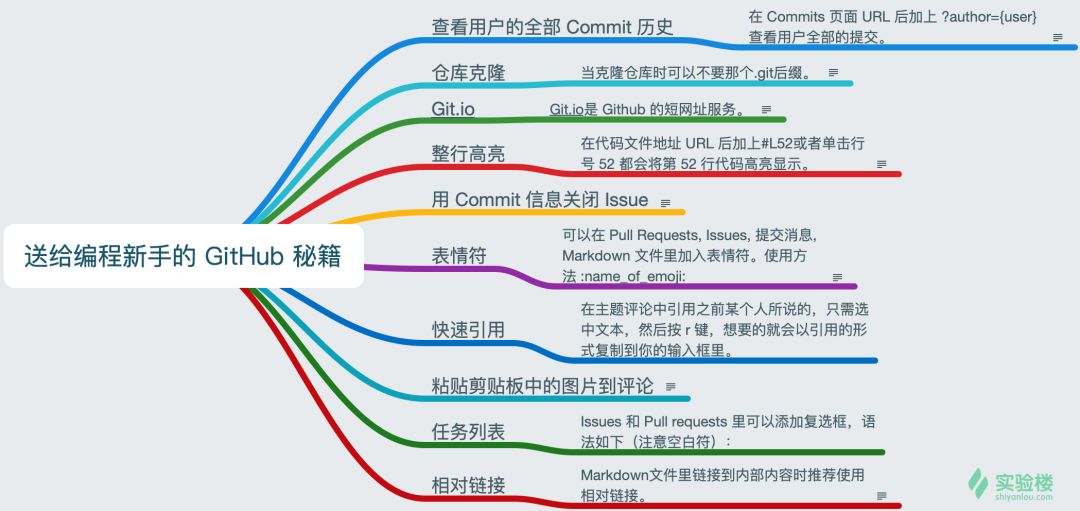 送给编程新手的 GitHub 秘籍
查看用户的全部 Commit 历史
在 Commits 页面 URL 后加上 ?author={user}
查看用户全部的提交。
仓库克隆
当克隆仓库时可以不要那个.git后缀。
Git.io
Git.io是 Github 的短网址服务。
整行高亮
在代码文件地址 URL 后加上#L52或者单击行
号 52 都会将第 52 行代码高亮显示。
用 Commit 信息关闭 Issue
表情符
可以在 Pull Requests, Issues, 提交消息,
Markdown 文件里加入表情符。使用方
法 :name_of_emoji:
快速引用
在主题评论中引用之前某个人所说的，只需选
中文本，然后按 r 键，想要的就会以引用的形
式复制到你的输入框里。
粘贴剪贴板中的图片到评论
任务列表
Issues 和 Pull requests 里可以添加复选框，语
法如下（注意空白符）：
相对链接
Markdown文件里链接到内部内容时推荐使用
相对链接。
实验楼
shiyanlou.com